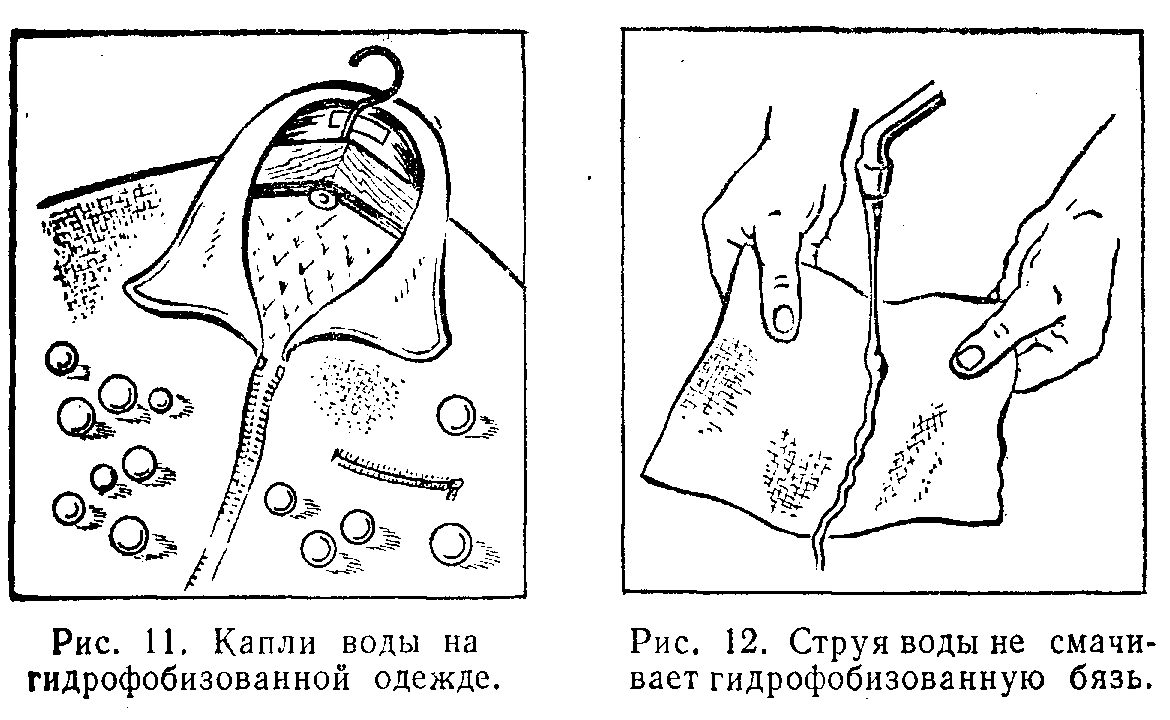 Рис. 11. Капли воды на
гидрофобизованной одежде.
Рис. 12. Струя воды не смачи-
вает гидрофобизованную бязь.